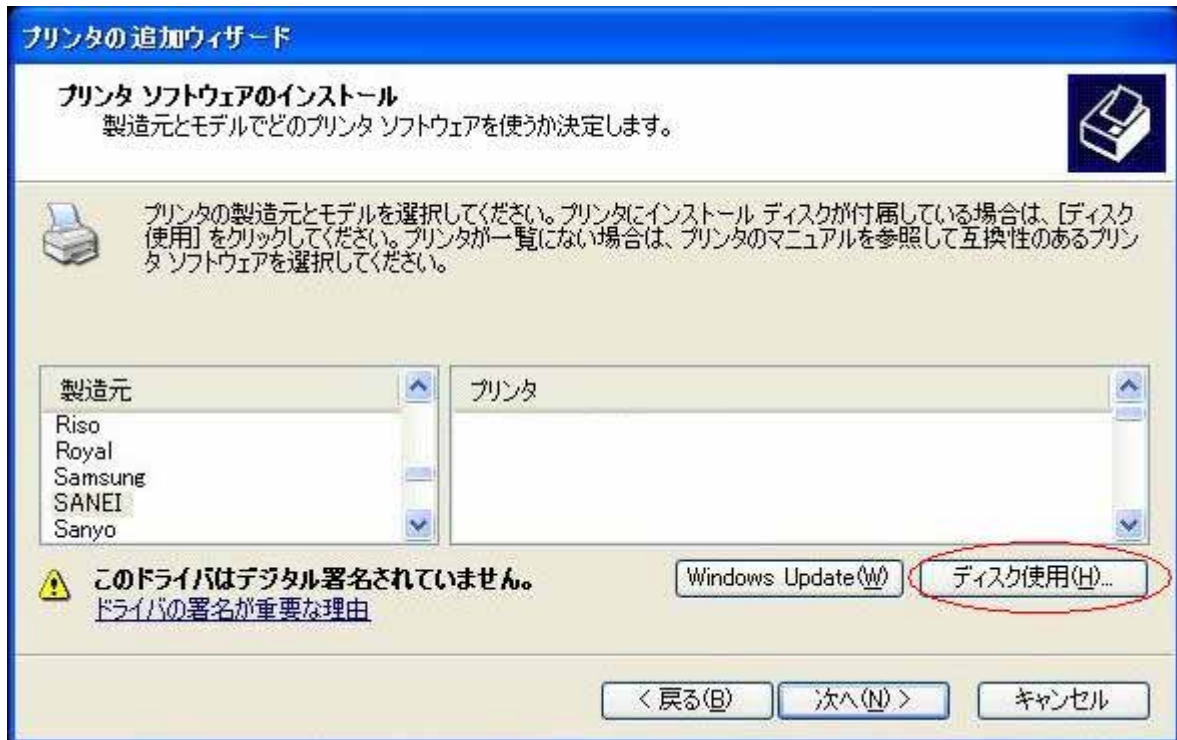 プリンタの追加ウィザード
プリンタ ソフトウェアのインストール
製造元とモデルでどのプリンタ ソフトウェアを使うか決定します。
プリンタの製造元とモデルを選択してください。プリンタにインストール ディスクが付属している場合は、[ディスク
使用] をクリックしてください。プリンタが一覧にない場合は、プリンタのマニュアルを参照して互換性のあるプリン
タ ソフトウェアを選択してください。
製造元
Riso
Royal
Samsung
SANEI
Sanyo
プリンタ
このドライバはデジタル署名されていません。
ドライバの署名が重要な理由
Windows Update(W)
ディスク使用(H)...
< 戻る(B)
次へ(N) >
キャンセル